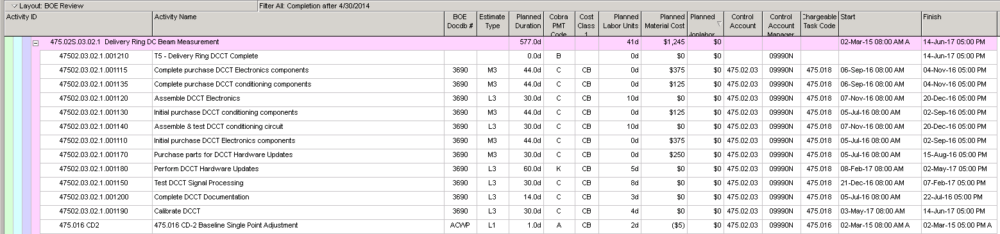 Layout: BOE Review Filter All: Completion after 4/30/2014
Activity ID Activity Name BOE Docdb # Estimate Type Planned Duration Cobra PMT Code Cost Class 1 Planned Labor Units Planned Material Cost Planned Nonlabor Control Account Control Account Manager Chargeable Task Code Start Finish
475.02S.03.02.1 Delivery Ring DC Beam Measurement 577.0d 41d $1,245 $0 02-Mar-15 08:00 AM A 14-Jun-17 05:00 PM
47502.03.02.1.001210 T5 - Delivery Ring DCCT Complete 0.0d B 0d $0 $0 09990N 14-Jun-17 05:00 PM
47502.03.02.1.001115 Complete purchase DCCT Electronics components 3690 M3 44.0d C CB 0d $375 $0 475.02.03 09990N 475.018 06-Sep-16 08:00 AM 04-Nov-16 05:00 PM
47502.03.02.1.001135 Complete purchase DCCT conditioning components 3690 M3 44.0d C CB 0d $125 $0 475.02.03 09990N 475.018 06-Sep-16 08:00 AM 04-Nov-16 05:00 PM
47502.03.02.1.001120 Assemble DCCT Electronics 3690 L3 30.0d C CB 10d $0 $0 475.02.03 09990N 475.018 07-Nov-16 08:00 AM 20-Dec-16 05:00 PM
47502.03.02.1.001130 Initial purchase DCCT conditioning components 3690 M3 44.0d C CB 0d $125 $0 475.02.03 09990N 475.018 05-Jul-16 08:00 AM 02-Sep-16 05:00 PM
47502.03.02.1.001140 Assemble & test DCCT conditioning circuit 3690 L3 30.0d C CB 10d $0 $0 475.02.03 09990N 475.018 07-Nov-16 08:00 AM 20-Dec-16 05:00 PM
47502.03.02.1.001110 Initial purchase DCCT Electronics components 3690 M3 44.0d C CB 0d $375 $0 475.02.03 09990N 475.018 05-Jul-16 08:00 AM 02-Sep-16 05:00 PM
47502.03.02.1.001170 Purchase parts for DCCT Hardware Updates 3690 M3 30.0d C CB 0d $250 $0 475.02.03 09990N 475.018 05-Jul-16 08:00 AM 15-Aug-16 05:00 PM
47502.03.02.1.001180 Perform DCCT Hardware Updates 3690 L3 60.0d K CB 5d $0 $0 475.02.03 09990N 475.018 08-Feb-17 08:00 AM 02-May-17 05:00 PM
47502.03.02.1.001150 Test DCCT Signal Processing 3690 L3 30.0d C CB 8d $0 $0 475.02.03 09990N 475.018 21-Dec-16 08:00 AM 07-Feb-17 05:00 PM
47502.03.02.1.001200 Complete DCCT Documentation 3690 L3 14.0d C CB 3d $0 $0 475.02.03 09990N 475.018 05-Jul-16 08:00 AM 22-Jul-16 05:00 PM
47502.03.02.1.001190 Calibrate DCCT 3690 L3 30.0d C CB 4d $0 $0 475.02.03 09990N 475.018 03-May-17 08:00 AM 14-Jun-17 05:00 PM
475.016 CD2 475.016 CD-2 Baseline Single Point Adjustment ACWP L1 1.0d A CB 2d ($5) $0 475.02.03 09990N 475.016 02-Mar-15 08:00 AM A 02-Mar-15 05:00 PM A